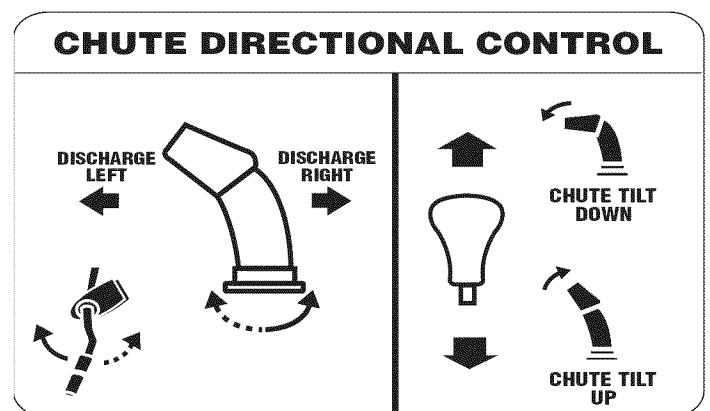 CHUTE DIRECTIONAL CONTROL
DISCHARGE
LEFT
DISCHARGE
RIGHT
CHUTE TILT
DOWN
CHUTE TILT
UP